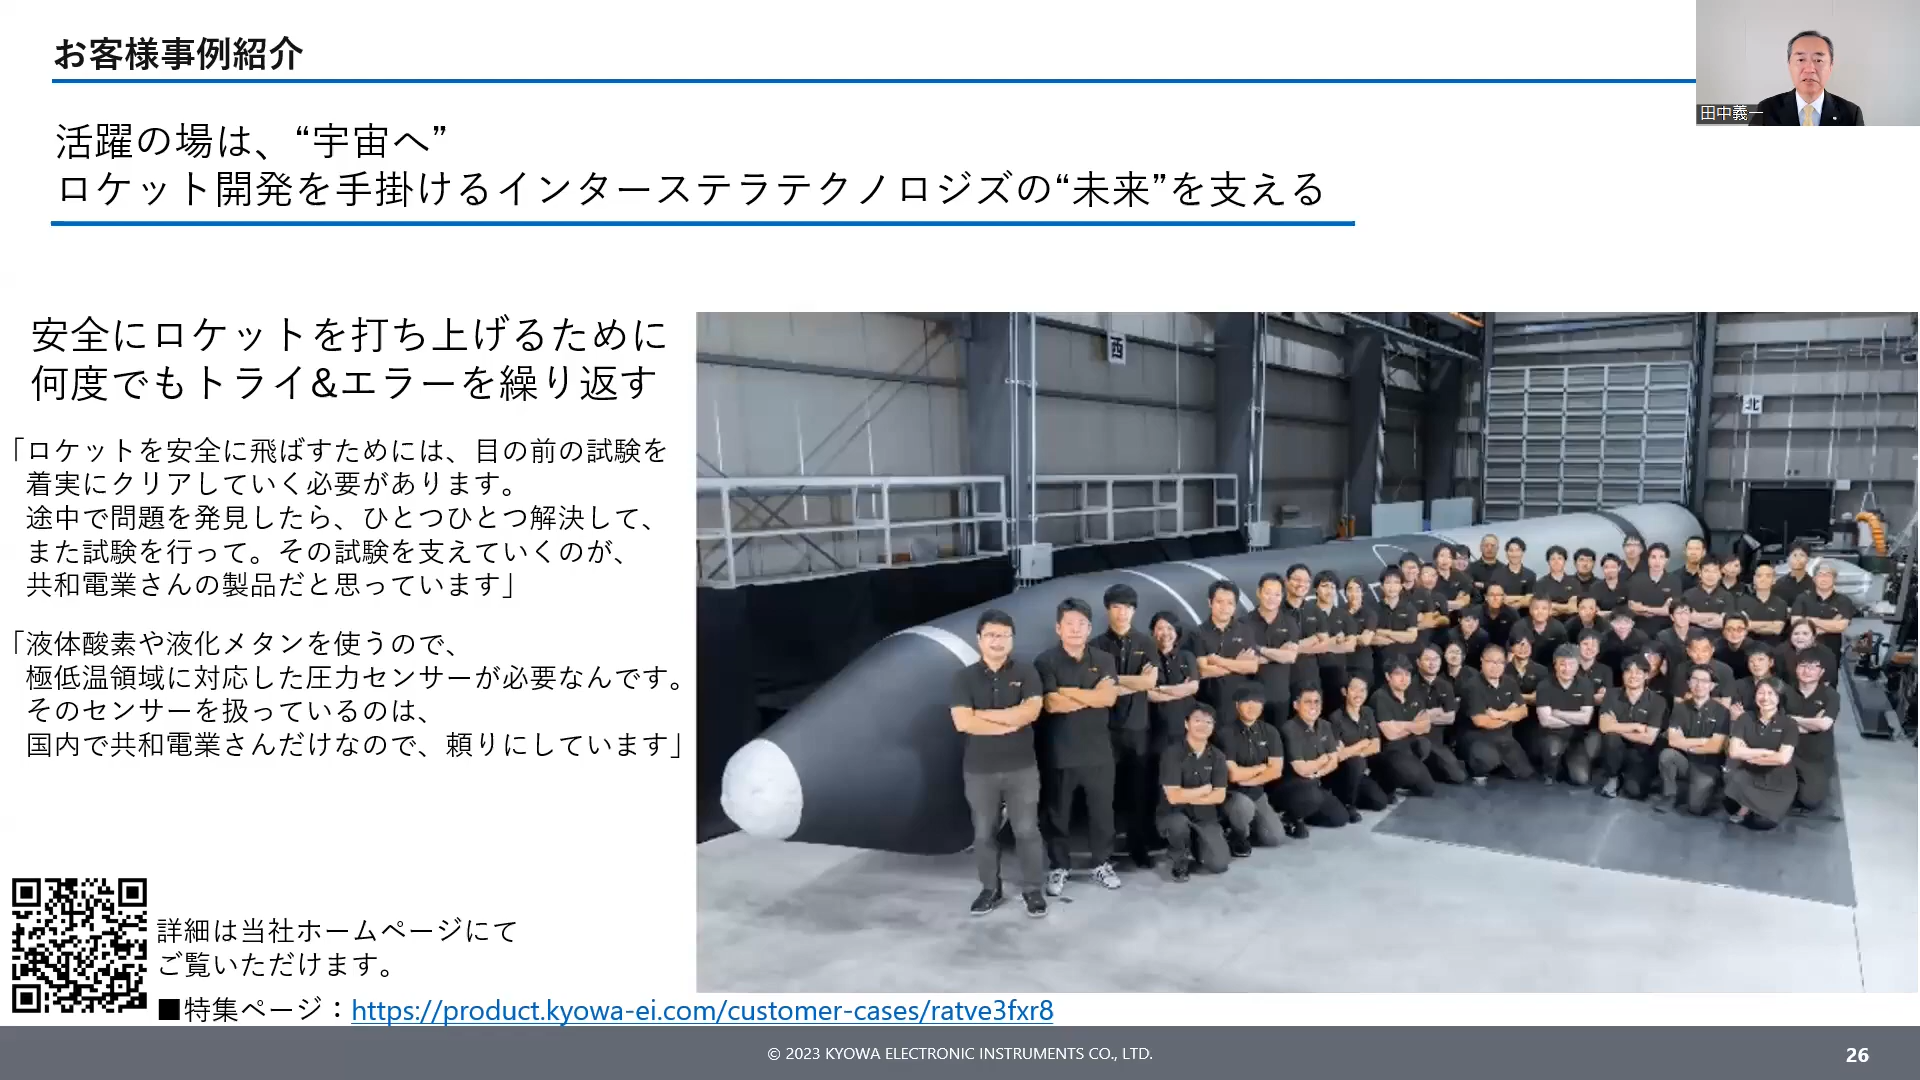 お客様事例紹介
田中義一
活躍の場は、“宇宙へ”
ロケット開発を手掛けるインターステラテクノロジズの“未来”を支える
安全にロケットを打ち上げるために
何度でもトライ&エラーを繰り返す
「ロケットを安全に飛ばすためには、目の前の試験を
着実にクリアしていく必要があります。
途中で問題を発見したら、ひとつひとつ解決して、
また試験を行って。その試験を支えていくのが、
共和電業さんの製品だと思っています」
「液体酸素や液化メタンを使うので、
極低温領域に対応した圧力センサーが必要なんです。
そのセンサーを扱っているのは、
国内で共和電業さんだけなので、頼りにしています」
西
北
詳細は当社ホームページにて
ご覧いただけます。
■特集ページ：https://product.kyowa-ei.com/customer-cases/ratve3fxr8
© 2023 KYOWA ELECTRONIC INSTRUMENTS CO., LTD.
26